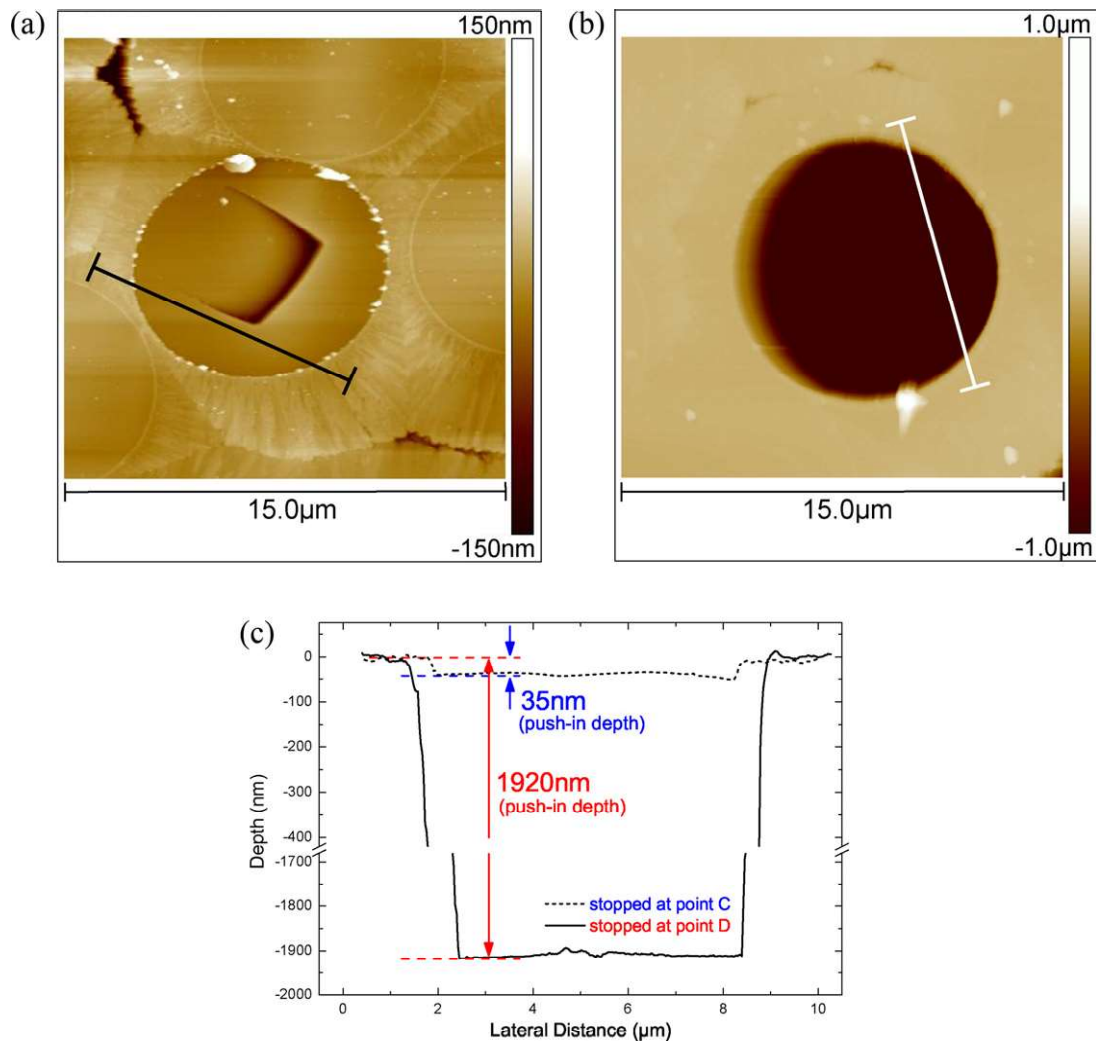 (a)
150nm
15.0µm
-150nm
(b)
1.0µm
15.0µm
-1.0µm
(c)
0
-100
-200
-300
-400
-1700
-1800
-1900
-2000
Depth (nm)
35nm
(push-in depth)
1920nm
(push-in depth)
stopped at point C
stopped at point D
0 2 4 6 8 10
Lateral Distance (µm)